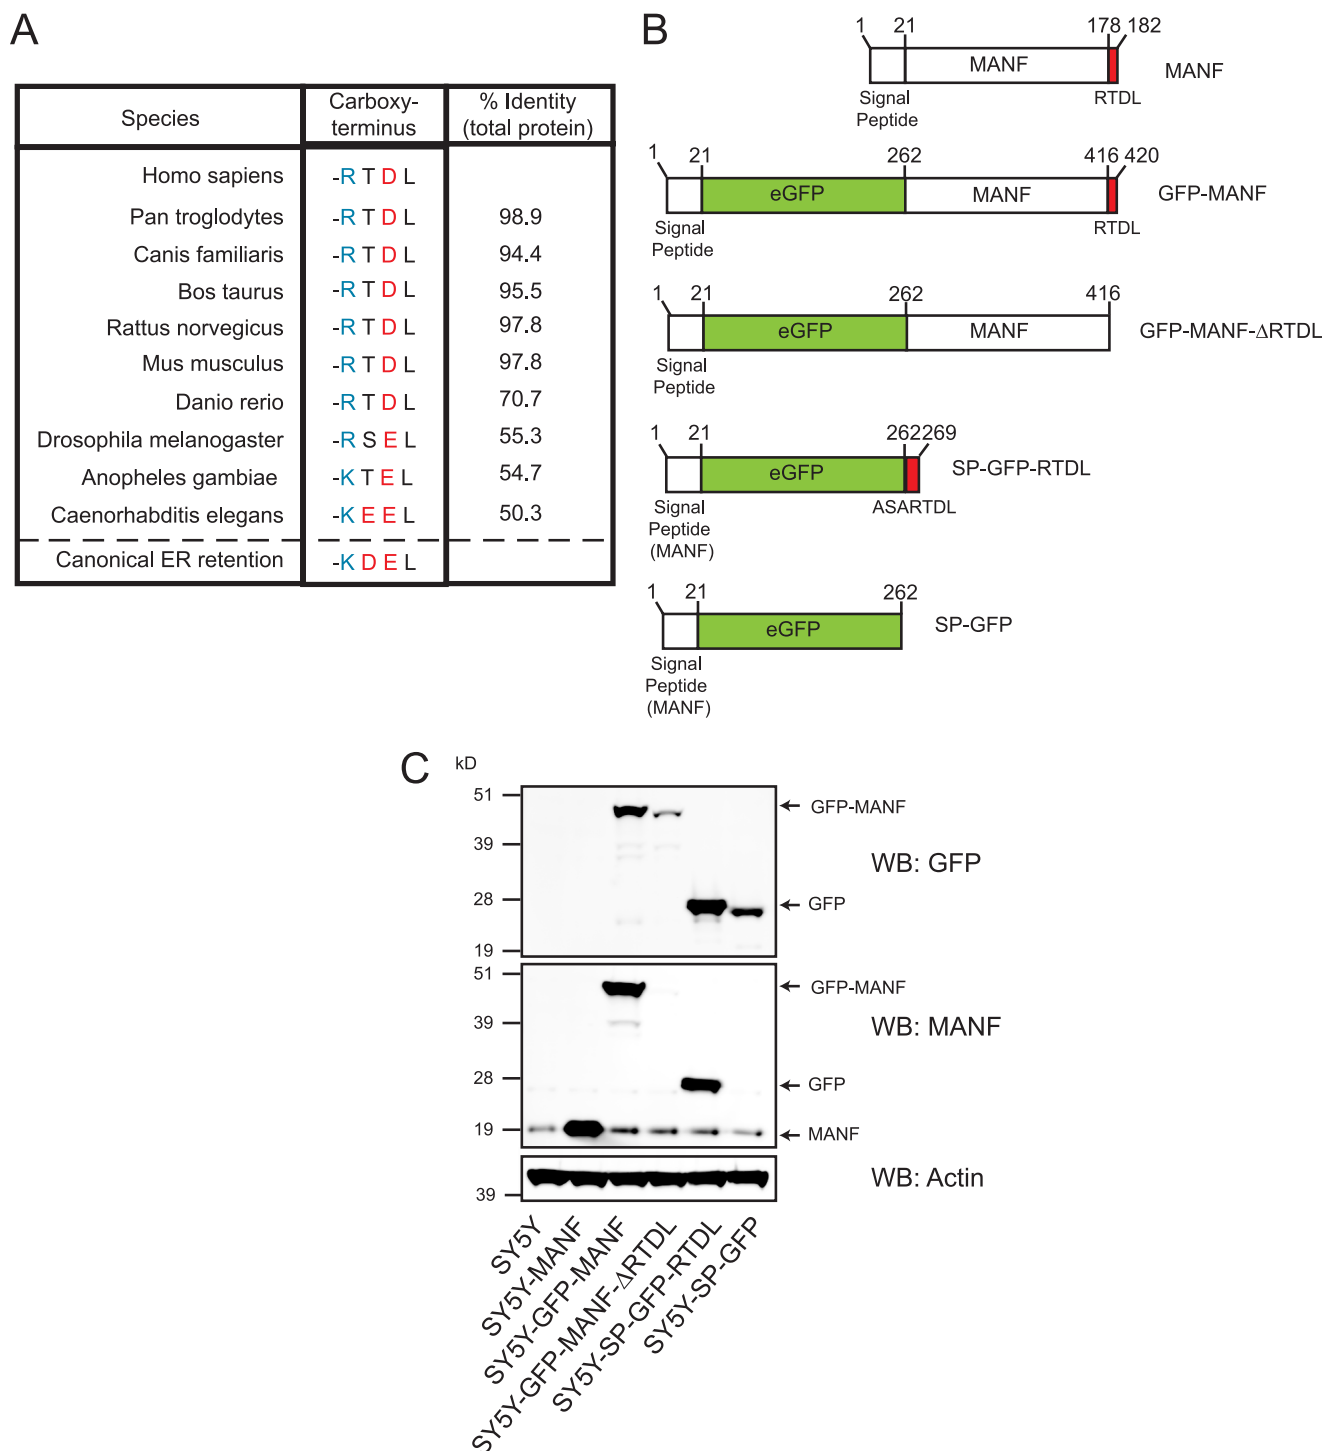 A
Species
Carboxy-
terminus
% Identity
(total protein)
Homo sapiens -R T D L
Pan troglodytes -R T D L 98.9
Canis familiaris -R T D L 94.4
Bos taurus -R T D L 95.5
Rattus norvegicus -R T D L 97.8
Mus musculus -R T D L 97.8
Danio rerio -R T D L 70.7
Drosophila melanogaster -R S E L 55.3
Anopheles gambiae -K T E L 54.7
Caenorhabditis elegans -K E E L 50.3
Canonical ER retention -K D E L
B
1 21 178 182
MANF
MANF
Signal
Peptide
RTDL
1 21 262 416 420
eGFP MANF
GFP-MANF
Signal
Peptide
RTDL
1 21 262 416
eGFP MANF
GFP-MANF-ΔRTDL
Signal
Peptide
1 21 262 269
eGFP
SP-GFP-RTDL
Signal
Peptide
(MANF)
ASARTDL
1 21 262
eGFP
SP-GFP
Signal
Peptide
(MANF)
C
kD
51
39
28
19
GFP-MANF
GFP
WB: GFP
51
39
28
19
GFP-MANF
GFP
MANF
WB: MANF
39
WB: Actin
SY5Y
SY5Y-MANF
SY5Y-GFP-MANF
SY5Y-GFP-MANF-ΔRTDL
SY5Y-SP-GFP-RTDL
SY5Y-SP-GFP